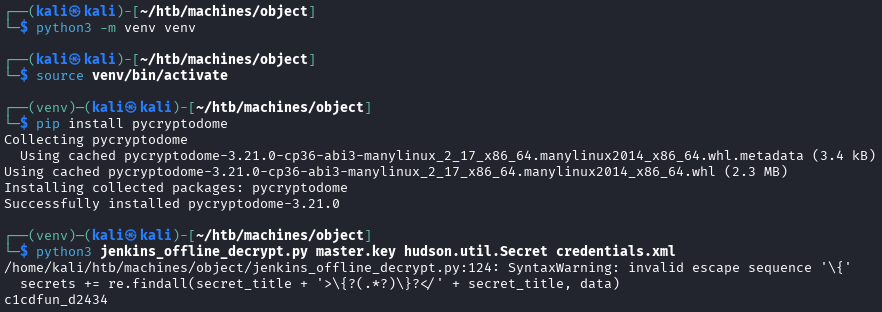 ┌──(kali㉿kali)-[~/htb/machines/object]
└─$ python3 -m venv venv
┌──(kali㉿kali)-[~/htb/machines/object]
└─$ source venv/bin/activate
┌──(venv)─(kali㉿kali)-[~/htb/machines/object]
└─$ pip install pycryptodome
Collecting pycryptodome
  Using cached pycryptodome-3.21.0-cp36-abi3-manylinux_2_17_x86_64.manylinux2014_x86_64.whl.metadata (3.4 kB)
Using cached pycryptodome-3.21.0-cp36-abi3-manylinux_2_17_x86_64.manylinux2014_x86_64.whl (2.3 MB)
Installing collected packages: pycryptodome
Successfully installed pycryptodome-3.21.0
┌──(venv)─(kali㉿kali)-[~/htb/machines/object]
└─$ python3 jenkins_offline_decrypt.py master.key hudson.util.Secret credentials.xml
/home/kali/htb/machines/object/jenkins_offline_decrypt.py:124: SyntaxWarning: invalid escape sequence '\{'
  secrets += re.findall(secret_title + '>\{?(.*?)\}?</' + secret_title, data)
c1cdfun_d2434